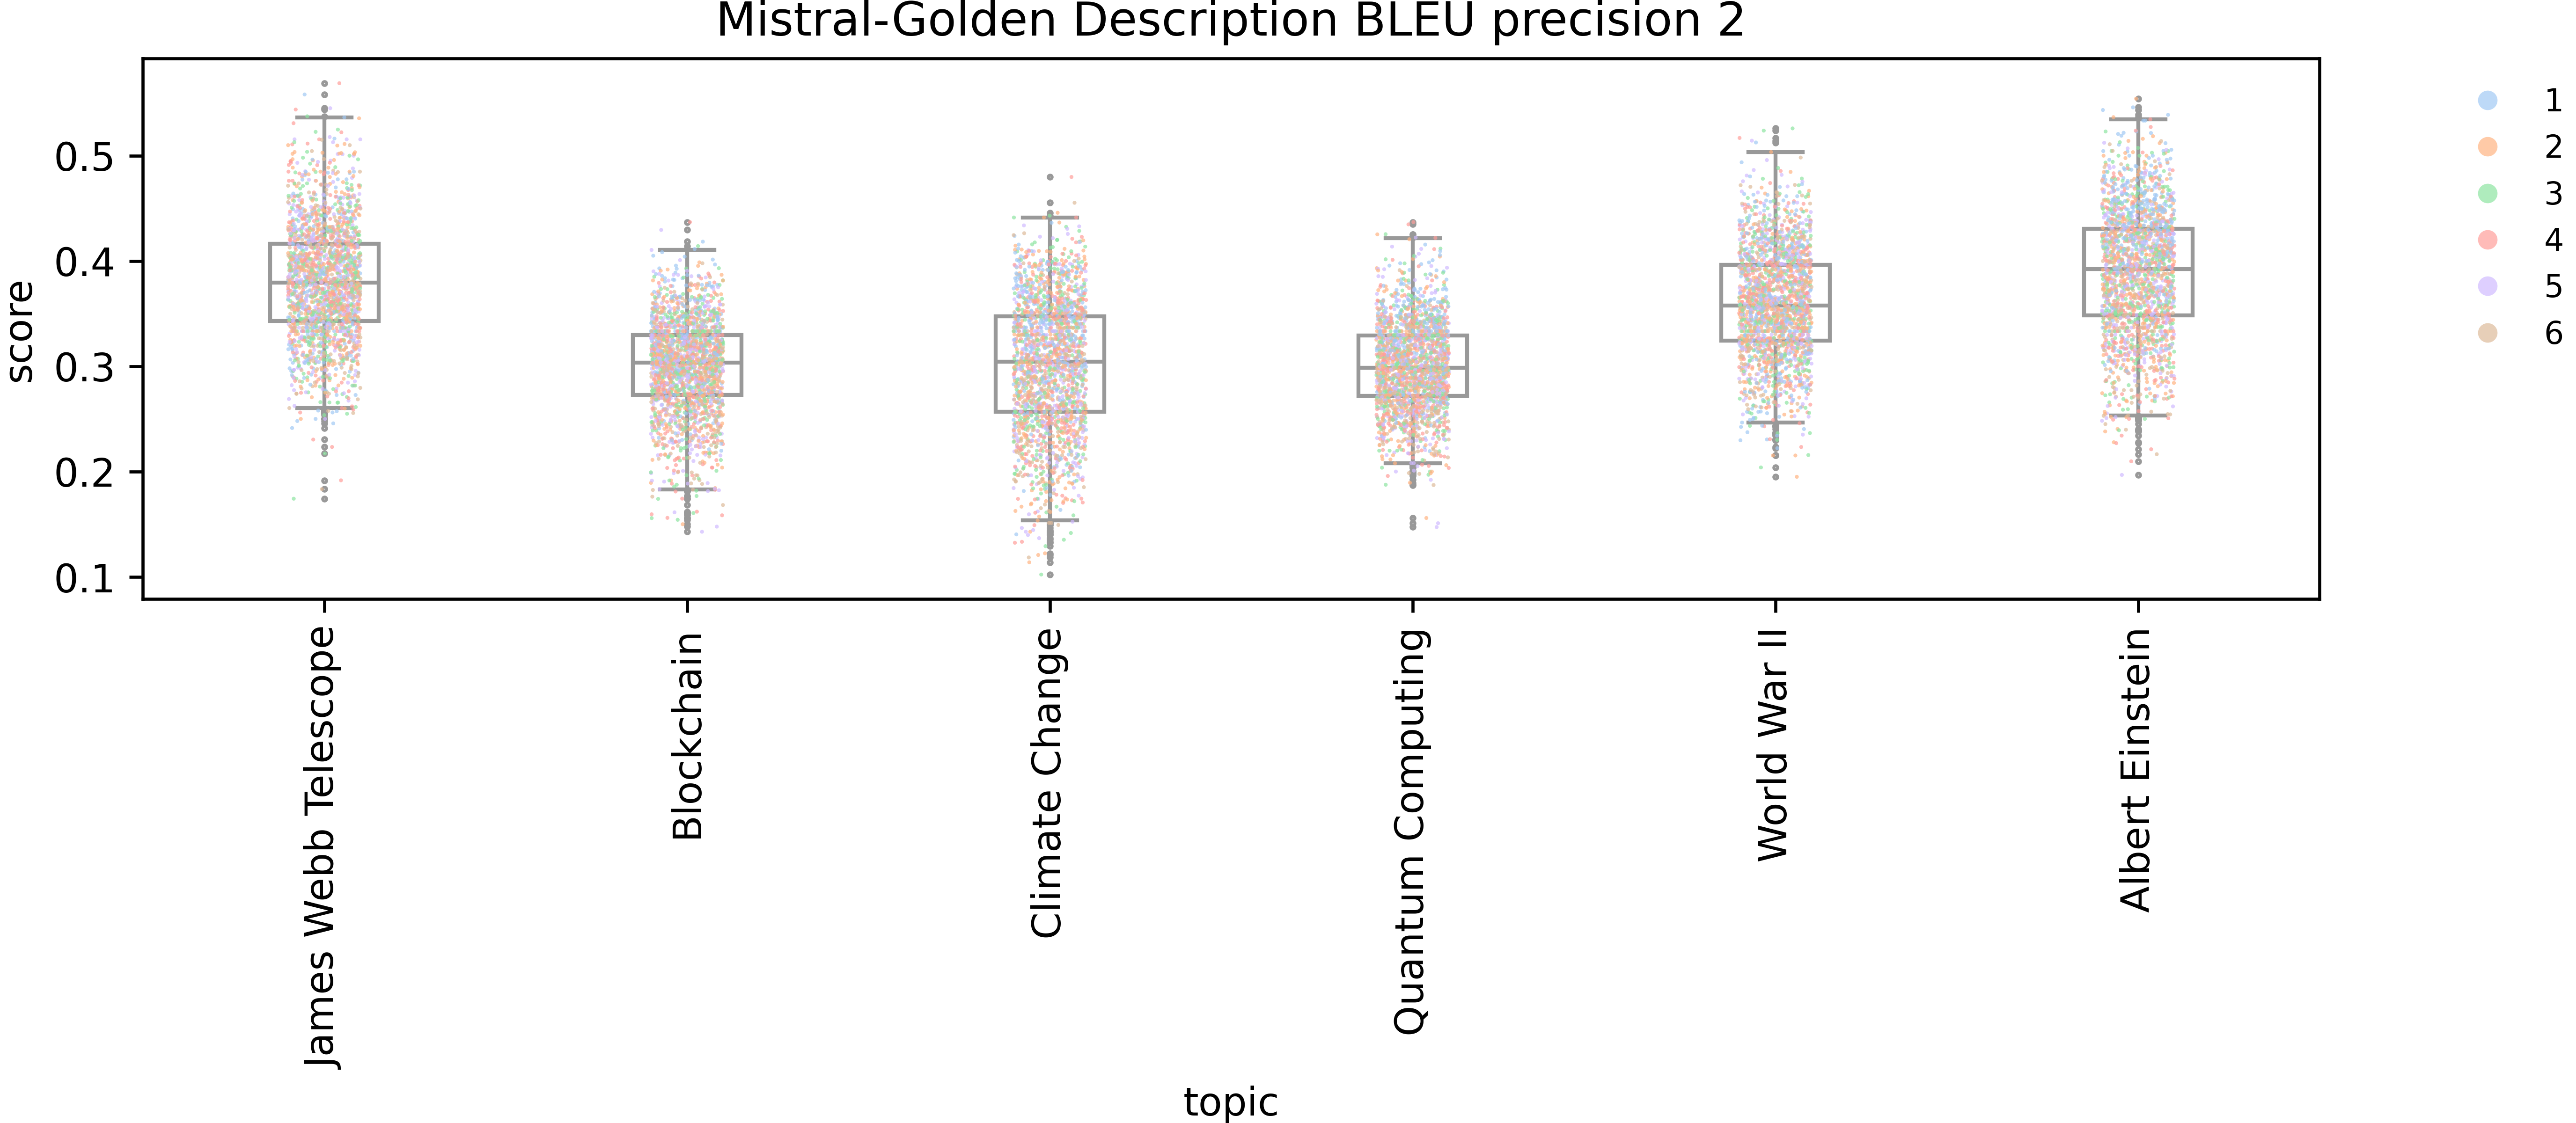 Mistral-Golden Description BLEU precision 2
score
0.5
0.4
0.3
0.2
0.1
James Webb Telescope
Blockchain
Climate Change
Quantum Computing
World War II
Albert Einstein
topic
1
2
3
4
5
6